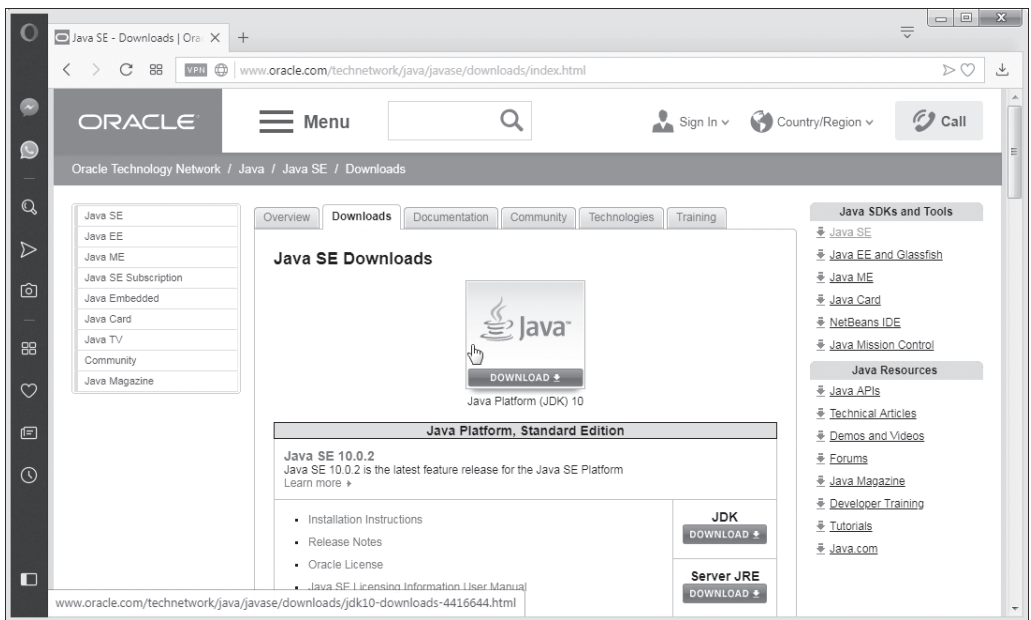 Java SE - Downloads | Ora
VPN
www.oracle.com/technetwork/java/javase/downloads/index.html
ORACLE
Menu
Sign In
Country/Region
Call
Oracle Technology Network / Java / Java SE / Downloads
Java SE
Java EE
Java ME
Java SE Subscription
Java Embedded
Java Card
Java TV
Community
Java Magazine
Overview
Downloads
Documentation
Community
Technologies
Training
Java SE Downloads
Java™
DOWNLOAD
Java Platform (JDK) 10
Java Platform, Standard Edition
Java SE 10.0.2
Java SE 10.0.2 is the latest feature release for the Java SE Platform
Learn more
Installation Instructions
Release Notes
Oracle License
Java SE Licensing Information User Manual
JDK
DOWNLOAD
Server JRE
DOWNLOAD
Java SDKs and Tools
Java SE
Java EE and Glassfish
Java ME
Java Card
NetBeans IDE
Java Mission Control
Java Resources
Java APIs
Technical Articles
Demos and Videos
Forums
Java Magazine
Developer Training
Tutorials
Java.com
www.oracle.com/technetwork/java/javase/downloads/jdk10-downloads-4416644.html